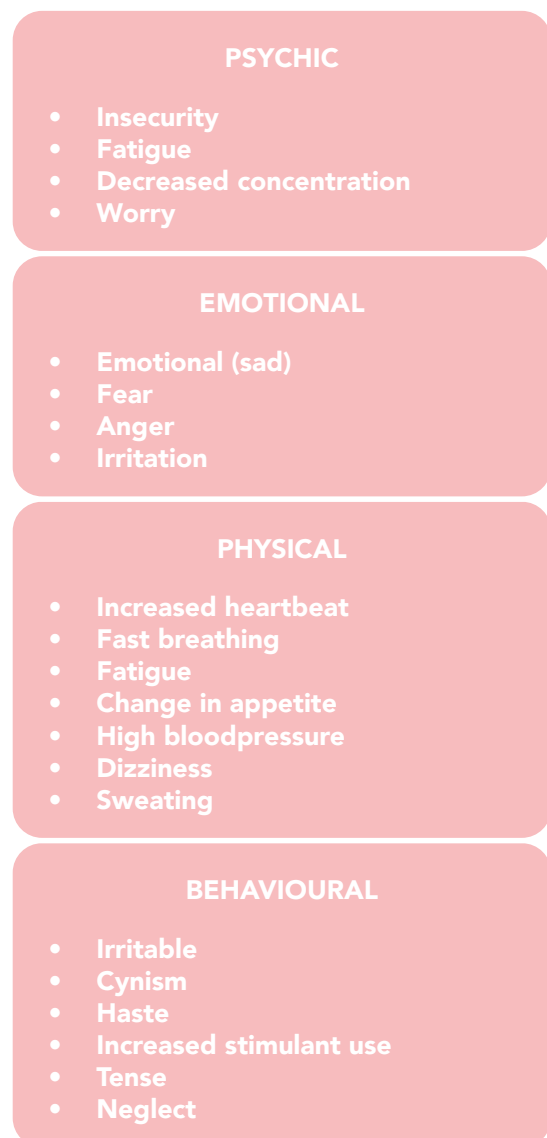 PSYCHIC
• Insecurity
• Fatigue
• Decreased concentration
• Worry
EMOTIONAL
• Emotional (sad)
• Fear
• Anger
• Irritation
PHYSICAL
• Increased heartbeat
• Fast breathing
• Fatigue
• Change in appetite
• High bloodpressure
• Dizziness
• Sweating
BEHAVIOURAL
• Irritable
• Cynism
• Haste
• Increased stimulant use
• Tense
• Neglect